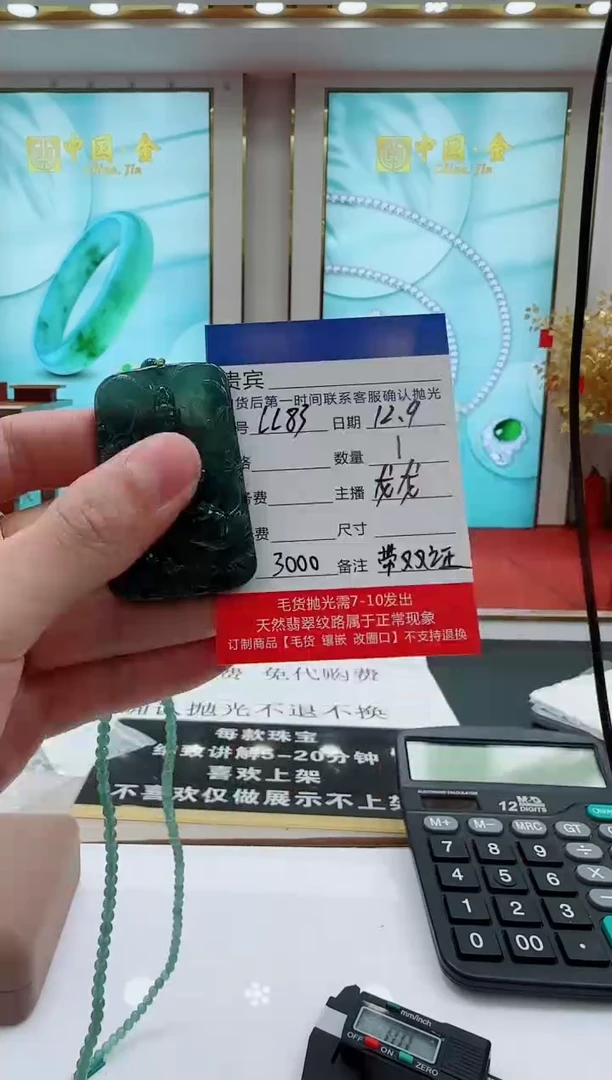 中国·金
China. Jin
中国·金
China. Jin
贵宾
货后第一时间联系客服确认抛光
号 LL83 日期 12.9
数量 1
费 主播 龙龙
费 尺寸
3000 备注 带双证
毛货抛光需7-10发出
天然翡翠纹路属于正常现象
订制商品【毛货 镶嵌 改圈口】不支持退换
费 免代购费
抛光不退不换
每款珠宝
细致讲解5-20分钟
喜欢上架
不喜欢仅做展示不上架
ELECTRONIC CALCULATOR
M&G
12 DIGITS
M+ M- MRC GT
7 8 9 ÷
4 5 6 ×
1 2 3
0 00 .
mm/inch
OFF ON ZERO